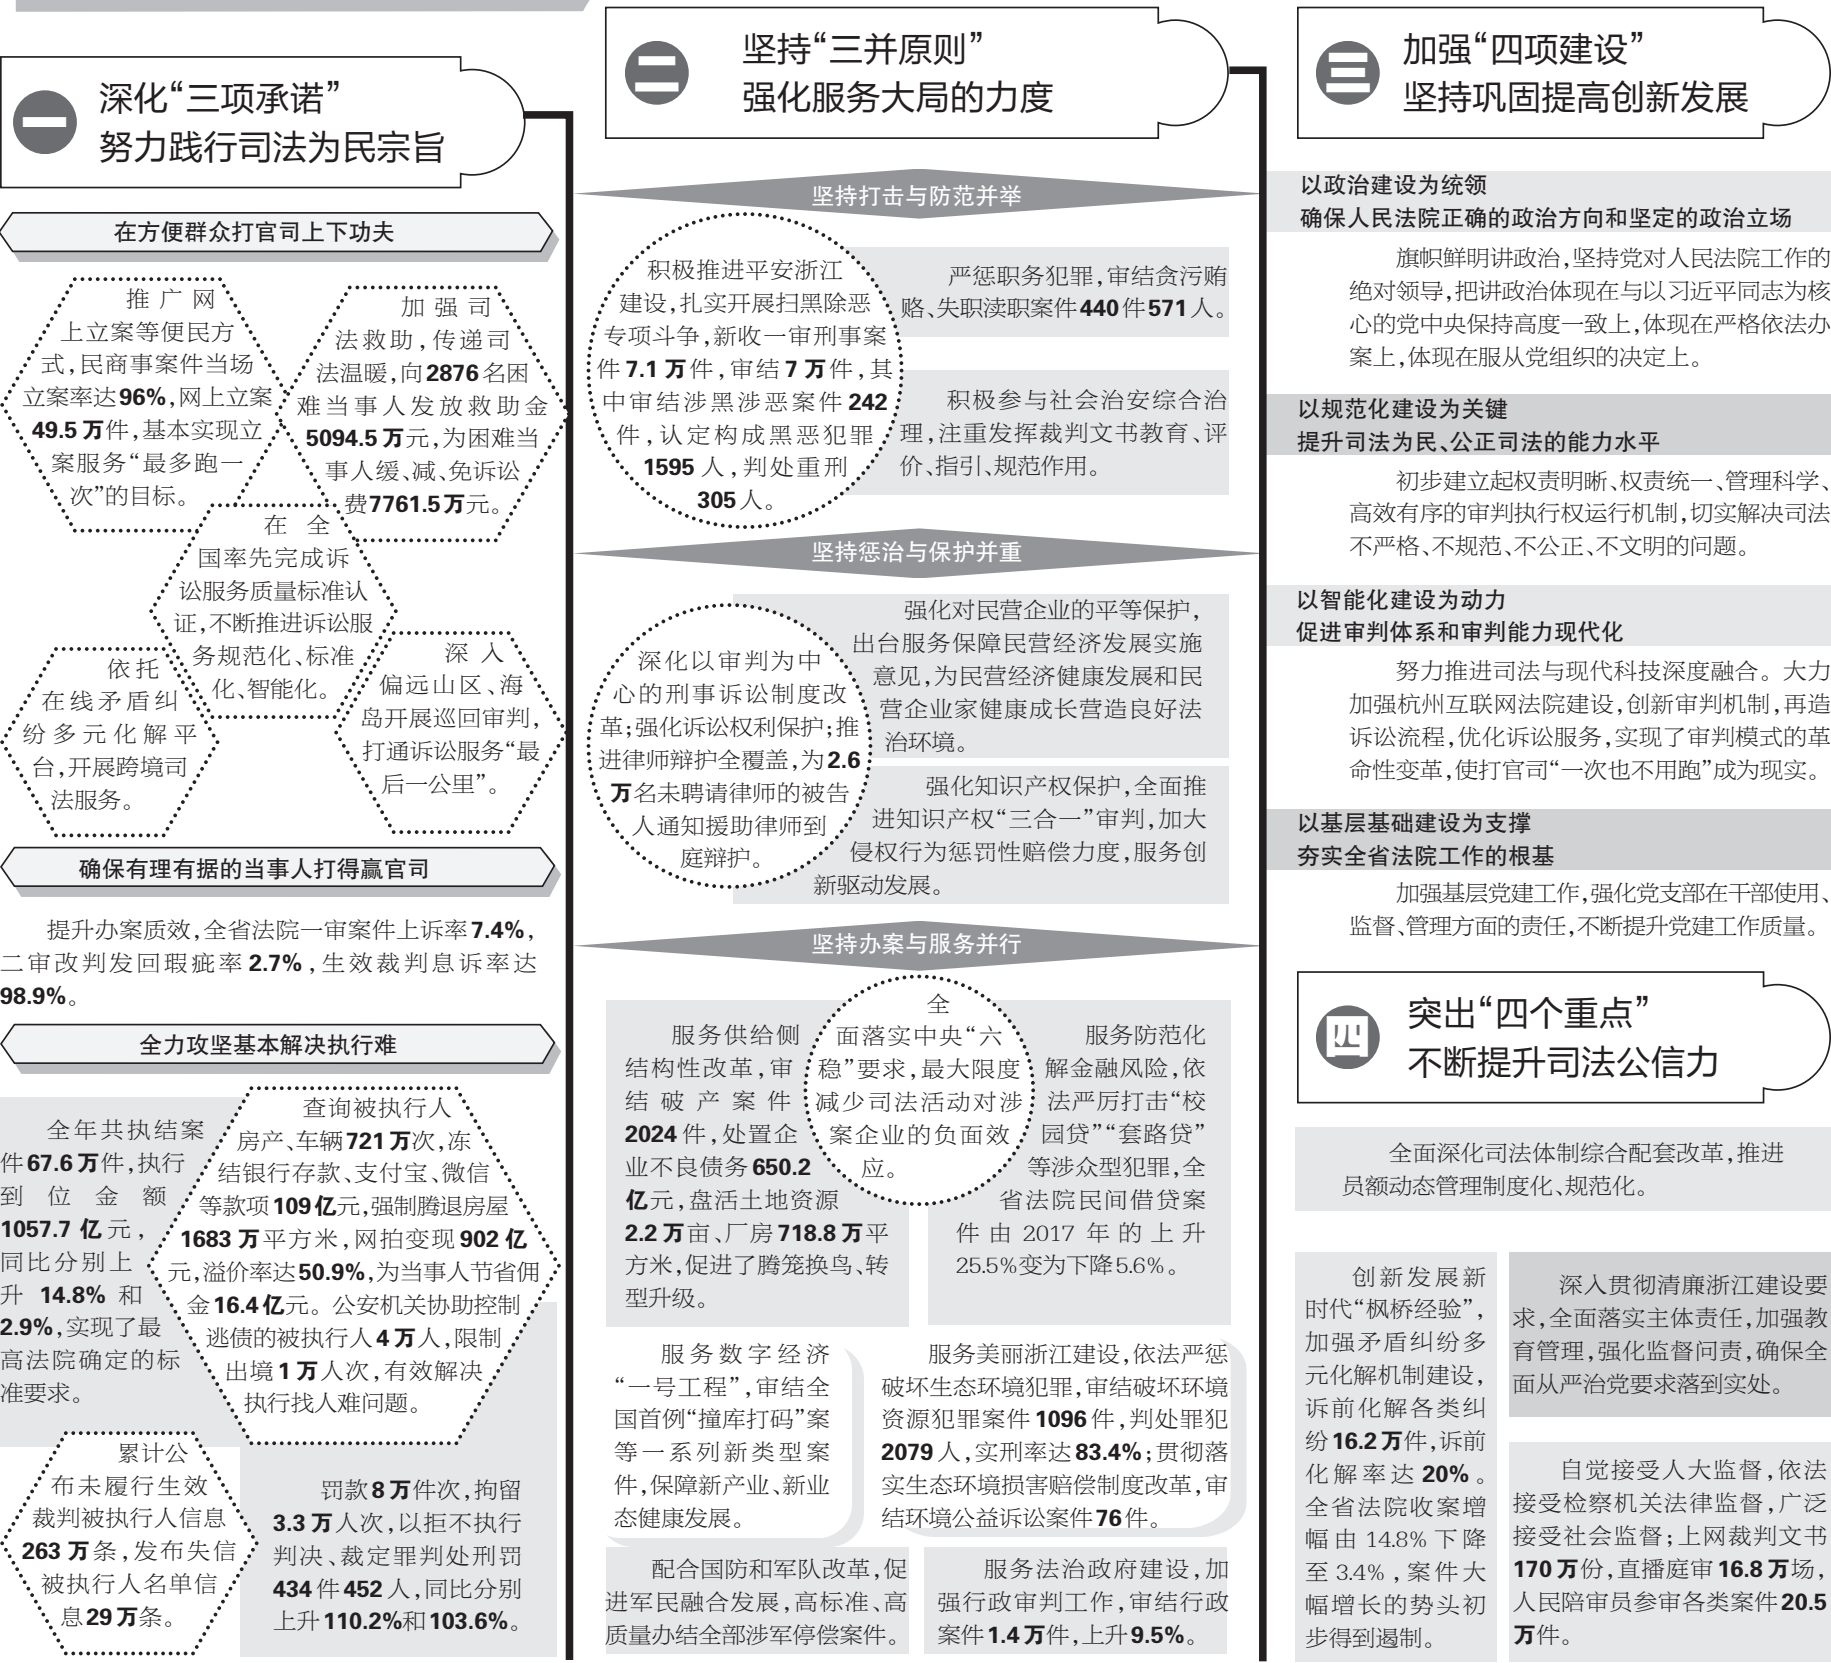 一
深化“三项承诺”
努力践行司法为民宗旨
在方便群众打官司上下功夫
推广网
上立案等便民方
式,民商事案件当场
立案率达96%,网上立案
49.5万件,基本实现立
案服务“最多跑一
次”的目标。
加强司
法救助,传递司
法温暖,向2876名困
难当事人发放救助金
5094.5万元,为困难当
事人缓、减、免诉讼
费7761.5万元。
在全
国率先完成诉
讼服务质量标准认
证,不断推进诉讼服
务规范化、标准
化、智能化。
依托
在线矛盾纠
纷多元化解平
台,开展跨境司
法服务。
深入
偏远山区、海
岛开展巡回审判,
打通诉讼服务“最
后一公里”。
确保有理有据的当事人打得赢官司
提升办案质效,全省法院一审案件上诉率7.4%,
二审改判发回瑕疵率2.7%,生效裁判息诉率达
98.9%。
全力攻坚基本解决执行难
全年共执结案
件67.6万件,执行
到位金额
1057.7亿元,
同比分别上
升14.8%和
2.9%,实现了最
高法院确定的标
准要求。
查询被执行人
房产、车辆721万次,冻
结银行存款、支付宝、微信
等款项109亿元,强制腾退房屋
1683万平方米,网拍变现902亿
元,溢价率达50.9%,为当事人节省佣
金16.4亿元。公安机关协助控制
逃债的被执行人4万人,限制
出境1万人次,有效解决
执行找人难问题。
累计公
布未履行生效
裁判被执行人信息
263万条,发布失信
被执行人名单信
息29万条。
罚款8万件次,拘留
3.3万人次,以拒不执行
判决、裁定罪判处刑罚
434件452人,同比分别
上升110.2%和103.6%。
二
坚持“三并原则”
强化服务大局的力度
坚持打击与防范并举
积极推进平安浙江
建设,扎实开展扫黑除恶
专项斗争,新收一审刑事案
件7.1万件,审结7万件,其
中审结涉黑涉恶案件242
件,认定构成黑恶犯罪
1595人,判处重刑
305人。
严惩职务犯罪,审结贪污贿
赂、失职渎职案件440件571人。
积极参与社会治安综合治
理,注重发挥裁判文书教育、评
价、指引、规范作用。
坚持惩治与保护并重
深化以审判为中
心的刑事诉讼制度改
革;强化诉讼权利保护;推
进律师辩护全覆盖,为2.6
万名未聘请律师的被告
人通知援助律师到
庭辩护。
强化对民营企业的平等保护,
出台服务保障民营经济发展实施
意见,为民营经济健康发展和民
营企业家健康成长营造良好法
治环境。
强化知识产权保护,全面推
进知识产权“三合一”审判,加大
侵权行为惩罚性赔偿力度,服务创
新驱动发展。
坚持办案与服务并行
服务供给侧
结构性改革,审
结破产案件
2024件,处置企
业不良债务650.2
亿元,盘活土地资源
2.2万亩、厂房718.8万平
方米,促进了腾笼换鸟、转
型升级。
全
面落实中央“六
稳”要求,最大限度
减少司法活动对涉
案企业的负面效
应。
服务防范化
解金融风险,依
法严厉打击“校
园贷”“套路贷”
等涉众型犯罪,全
省法院民间借贷案
件由2017年的上升
25.5%变为下降5.6%。
服务数字经济
“一号工程”,审结全
国首例“撞库打码”案
等一系列新类型案
件,保障新产业、新业
态健康发展。
服务美丽浙江建设,依法严惩
破坏生态环境犯罪,审结破坏环境
资源犯罪案件1096件,判处罪犯
2079人,实刑率达83.4%;贯彻落
实生态环境损害赔偿制度改革,审
结环境公益诉讼案件76件。
配合国防和军队改革,促
进军民融合发展,高标准、高
质量办结全部涉军停偿案件。
服务法治政府建设,加
强行政审判工作,审结行政
案件1.4万件,上升9.5%。
三
加强“四项建设”
坚持巩固提高创新发展
以政治建设为统领
确保人民法院正确的政治方向和坚定的政治立场
旗帜鲜明讲政治,坚持党对人民法院工作的
绝对领导,把讲政治体现在与以习近平同志为核
心的党中央保持高度一致上,体现在严格依法办
案上,体现在服从党组织的决定上。
以规范化建设为关键
提升司法为民、公正司法的能力水平
初步建立起权责明晰、权责统一、管理科学、
高效有序的审判执行权运行机制,切实解决司法
不严格、不规范、不公正、不文明的问题。
以智能化建设为动力
促进审判体系和审判能力现代化
努力推进司法与现代科技深度融合。大力
加强杭州互联网法院建设,创新审判机制,再造
诉讼流程,优化诉讼服务,实现了审判模式的革
命性变革,使打官司“一次也不用跑”成为现实。
以基层基础建设为支撑
夯实全省法院工作的根基
加强基层党建工作,强化党支部在干部使用、
监督、管理方面的责任,不断提升党建工作质量。
四
突出“四个重点”
不断提升司法公信力
全面深化司法体制综合配套改革,推进
员额动态管理制度化、规范化。
创新发展新
时代“枫桥经验”,
加强矛盾纠纷多
元化解机制建设,
诉前化解各类纠
纷16.2万件,诉前
化解率达20%。
全省法院收案增
幅由14.8%下降
至3.4%,案件大
幅增长的势头初
步得到遏制。
深入贯彻清廉浙江建设要
求,全面落实主体责任,加强教
育管理,强化监督问责,确保全
面从严治党要求落到实处。
自觉接受人大监督,依法
接受检察机关法律监督,广泛
接受社会监督;上网裁判文书
170万份,直播庭审16.8万场,
人民陪审员参审各类案件20.5
万件。